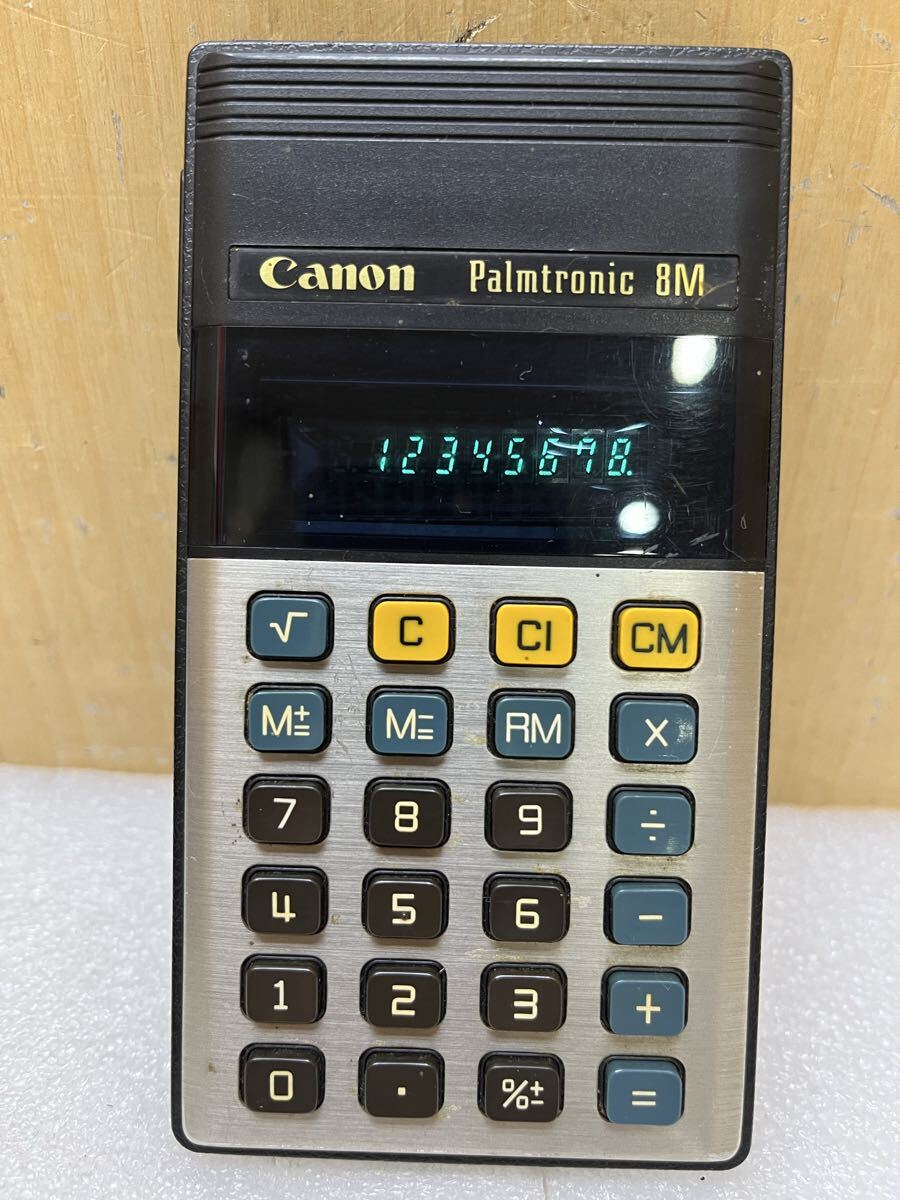 Canon Palmtronic 8M
12345678.
√ C CI CM
M± M= RM ×
7 8 9 ÷
4 5 6 −
1 2 3 +
0 . %± =